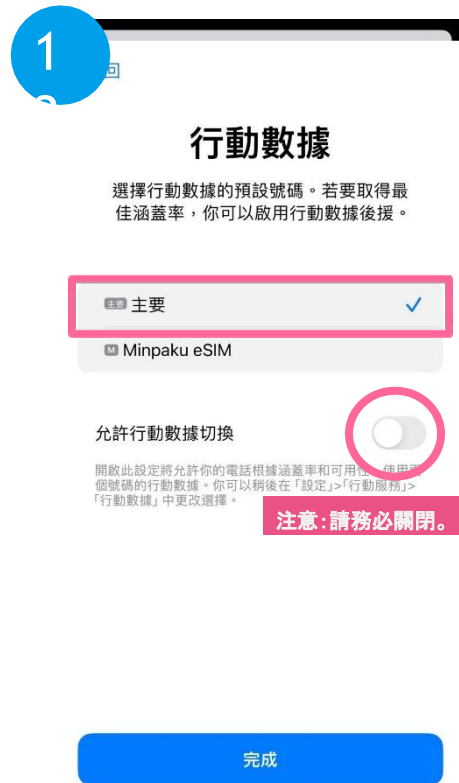 1
回
行動數據
選擇行動數據的預設號碼。若要取得最
佳涵蓋率，你可以啟用行動數據後援。
主要 主要
M Minpaku eSIM
允許行動數據切換
開啟此設定將允許你的電話根據涵蓋率和可用性，使用
個號碼的行動數據。你可以稍後在「設定」>「行動服務」>
「行動數據」中更改選擇。
注意:請務必關閉。
完成